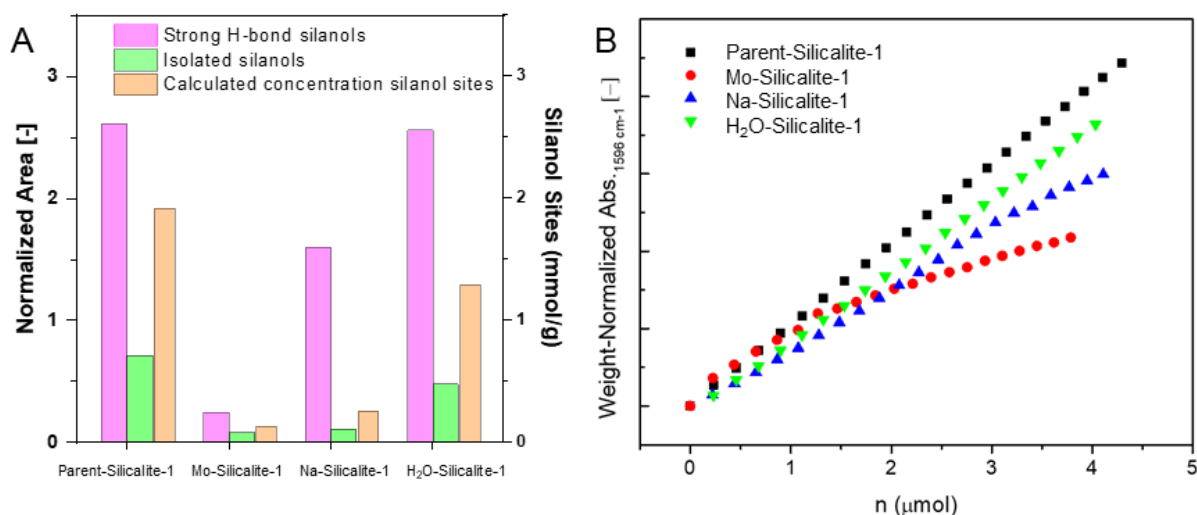 A
Strong H-bond silanols
Isolated silanols
Calculated concentration silanol sites
Normalized Area [-]
3
2
1
0
Silanol Sites (mmol/g)
3
2
1
0
Parent-Silicalite-1
Mo-Silicalite-1
Na-Silicalite-1
H₂O-Silicalite-1
B
Parent-Silicalite-1
Mo-Silicalite-1
Na-Silicalite-1
H₂O-Silicalite-1
Weight-Normalized Abs.1596 cm-1 [−]
0
1
2
3
4
5
n (μmol)